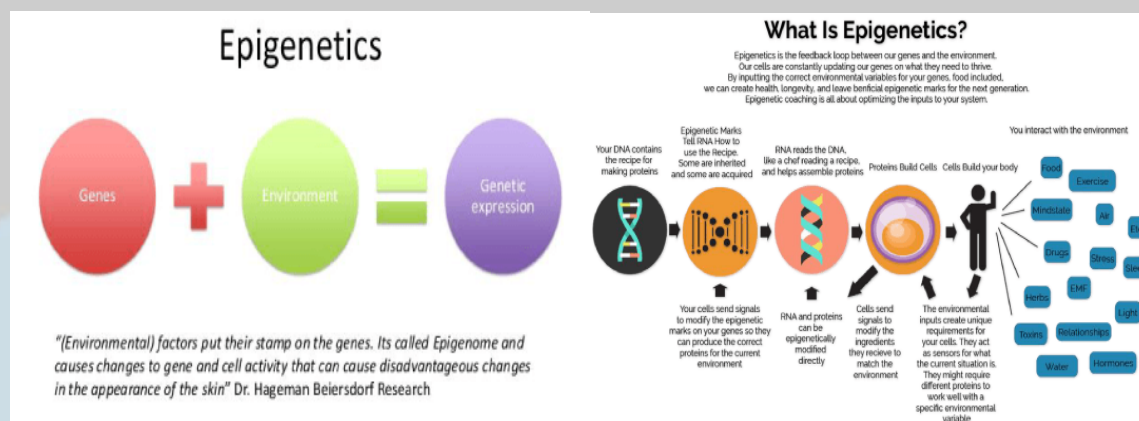 Epigenetics
Genes
Environment
Genetic
expression
"(Environmental) factors put their stamp on the genes. Its called Epigenome and
causes changes to gene and cell activity that can cause disadvantageous changes
in the appearance of the skin" Dr. Hageman Beiersdorf Research
What Is Epigenetics?
Epigenetics is the feedback loop between our genes and the environment.
Our cells are constantly updating our genes on what they need to thrive.
By inputting the correct environmental variables for your genes, food included,
we can create health, longevity, and leave benficial epigenetic marks for the next generation.
Epigenetic coaching is all about optimizing the inputs to your system.
Your DNA contains
the recipe for
making proteins
Epigenetic Marks
Tell RNA How to
use the Recipe.
Some are inherited
and some are acquired
RNA reads the DNA,
like a chef reading a recipe,
and helps assemble proteins
Proteins Build Cells
Cells Build your body
You interact with the environment
Food
Exercise
Mindstate
Air
Drugs
Stress
Herbs
EMF
Light
Toxins
Relationships
Water
Hormones
Your cells send signals
to modify the epigenetic
marks on your genes so they
can produce the correct
proteins for the current
environment
RNA and proteins
can be
epigenetically
modified
directly
Cells send
signals to
modify the
ingredients
they recieve to
match the
environment
The environmental
inputs create unique
requirements for
your cells. They act
as sensors for what
the current situation is.
They might require
different proteins to
work well with a
specific environmental
variable